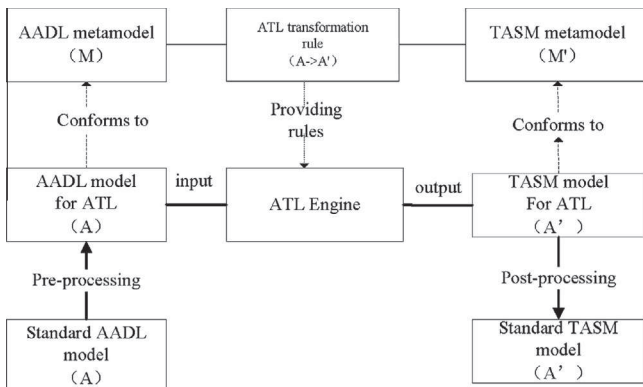 AADL metamodel
(M)
ATL transformation
rule
(A->A')
TASM metamodel
(M')
Conforms to
Providing
rules
Conforms to
AADL model
for ATL
(A)
input
ATL Engine
output
TASM model
For ATL
(A’)
Pre-processing
Post-processing
Standard AADL
model
(A)
Standard TASM
model
(A’)